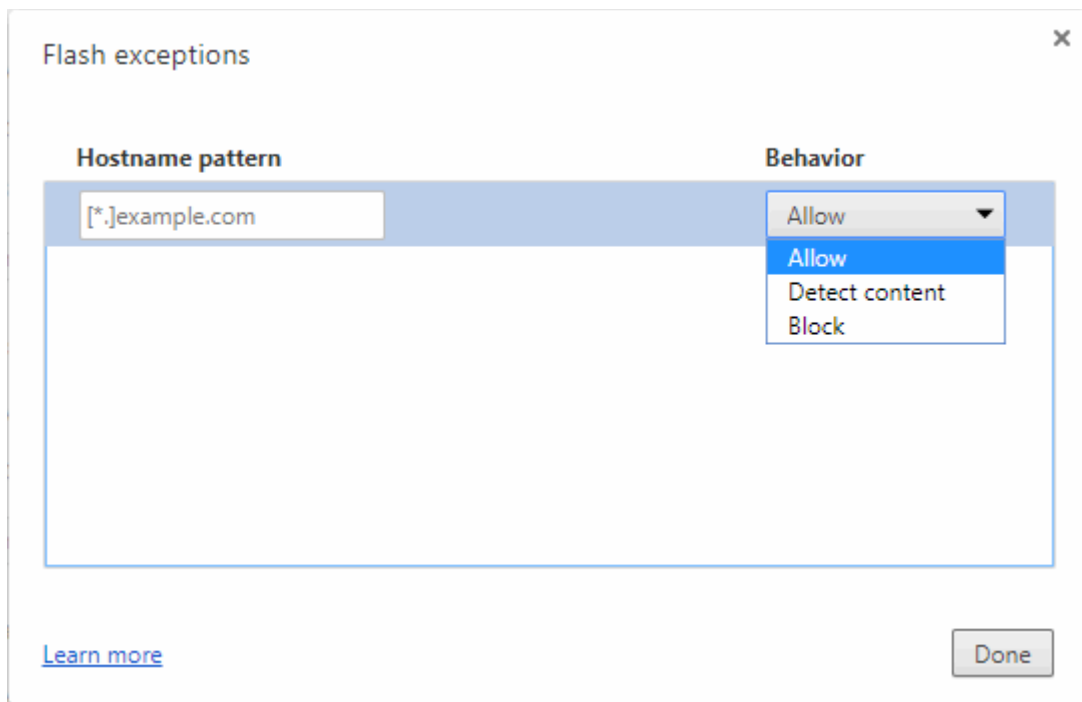 Flash exceptions
Hostname pattern Behavior
[*.]example.com Allow
Allow
Detect content
Block
Learn more Done